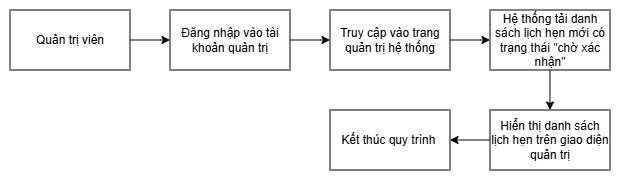 Quản trị viên
Đăng nhập vào tài
khoản quản trị
Truy cập vào trang
quản trị hệ thống
Hệ thống tải danh
sách lịch hẹn mới có
trạng thái "chờ xác
nhận"
Hiển thị danh sách
lịch hẹn trên giao diện
quản trị
Kết thúc quy trình